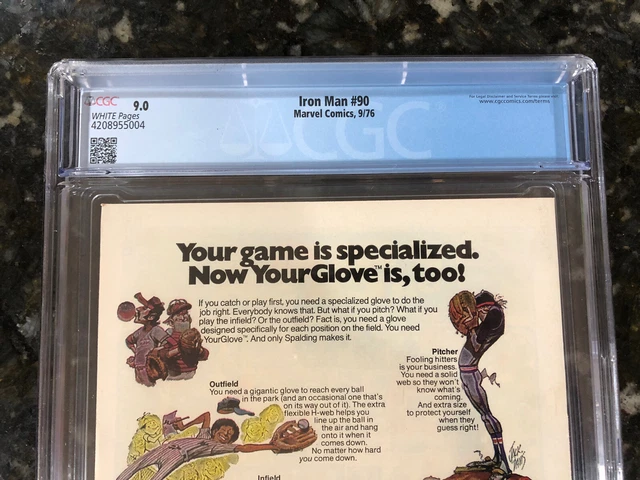 CGC 9.0
WHITE Pages
4208955004
Iron Man #90
Marvel Comics, 9/76
For Legal Disclaimer and Service Terms please visit
www.cgccomics.com/terms
CGC
Your game is specialized.
Now YourGlove™ is, too!
If you catch or play first, you need a specialized glove to do the
job right. Everybody knows that. But what if you pitch? What if you
play the infield? Or the outfield? Fact is, you need a glove
designed specifically for each position on the field. You need
YourGlove™. And only Spalding makes it.
Pitcher
Fooling hitters
is your business.
You need a solid
web so they won't
know what's
coming.
And extra size
to protect yourself
when they
guess right!
Outfield
You need a gigantic glove to reach every ball
in the park (and an occasional one that's
on its way out of it). The extra
flexible H-web helps you
line up the ball in
the air and hang
onto it when it
comes down.
No matter how hard
you come down.
Infield